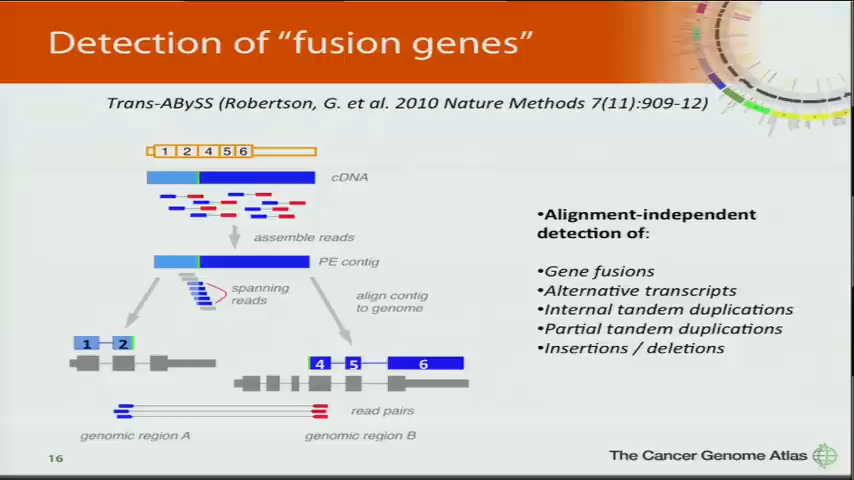 Detection of “fusion genes”
Trans-ABySS (Robertson, G. et al. 2010 Nature Methods 7(11):909-12)
1 2 4 5 6
cDNA
assemble reads
PE contig
spanning
reads
align contig
to genome
1 2
4 5 6
read pairs
genomic region A
genomic region B
•Alignment-independent
detection of:
•Gene fusions
•Alternative transcripts
•Internal tandem duplications
•Partial tandem duplications
•Insertions / deletions
16
The Cancer Genome Atlas